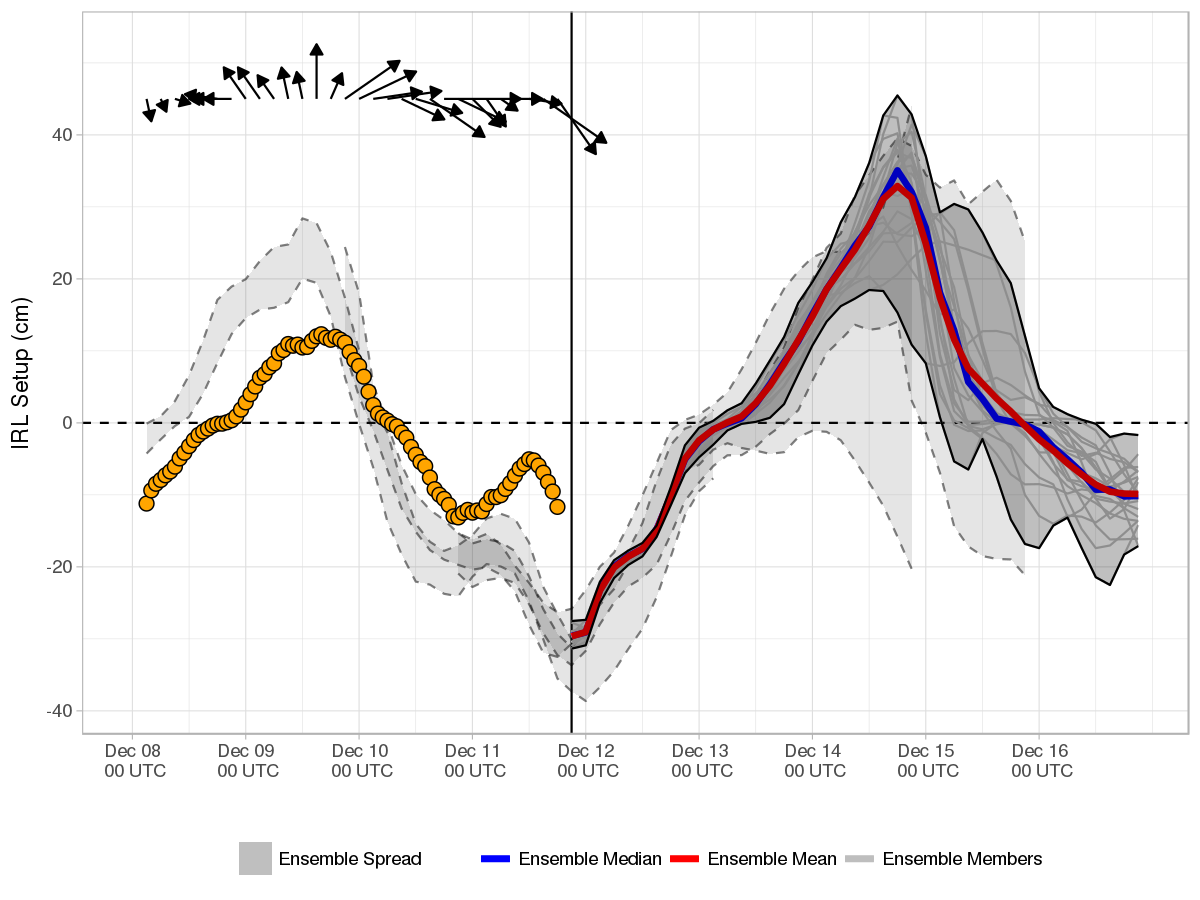 IRL Setup (cm)
40
20
0
-20
-40
Dec 08 Dec 09 Dec 10 Dec 11 Dec 12 Dec 13 Dec 14 Dec 15 Dec 16
00 UTC 00 UTC 00 UTC 00 UTC 00 UTC 00 UTC 00 UTC 00 UTC 00 UTC
Ensemble Spread Ensemble Median Ensemble Mean Ensemble Members